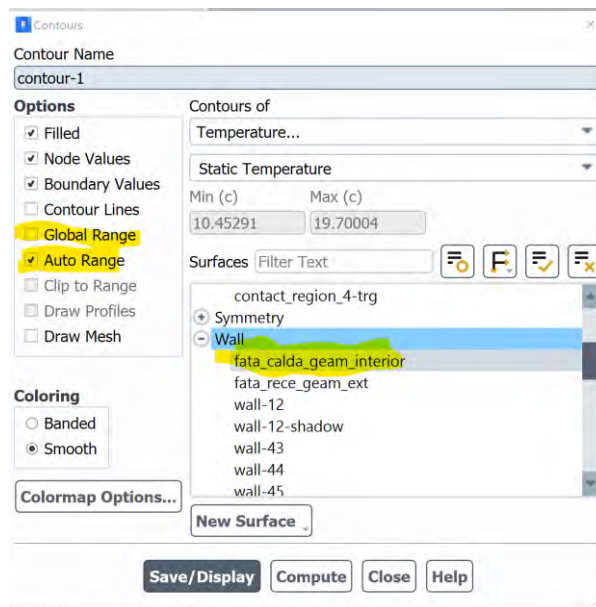 Contours
Contour Name
contour-1
Options
Filled
Node Values
Boundary Values
Contour Lines
Global Range
Auto Range
Clip to Range
Draw Profiles
Draw Mesh
Coloring
Banded
Smooth
Colormap Options...
Contours of
Temperature...
Static Temperature
Min (c) Max (c)
10.45291 19.70004
Surfaces Filter Text
contact_region_4-trg
Symmetry
Wall
fata_calda_geam_interior
fata_rece_geam_ext
wall-12
wall-12-shadow
wall-43
wall-44
wall-45
New Surface
Save/Display Compute Close Help